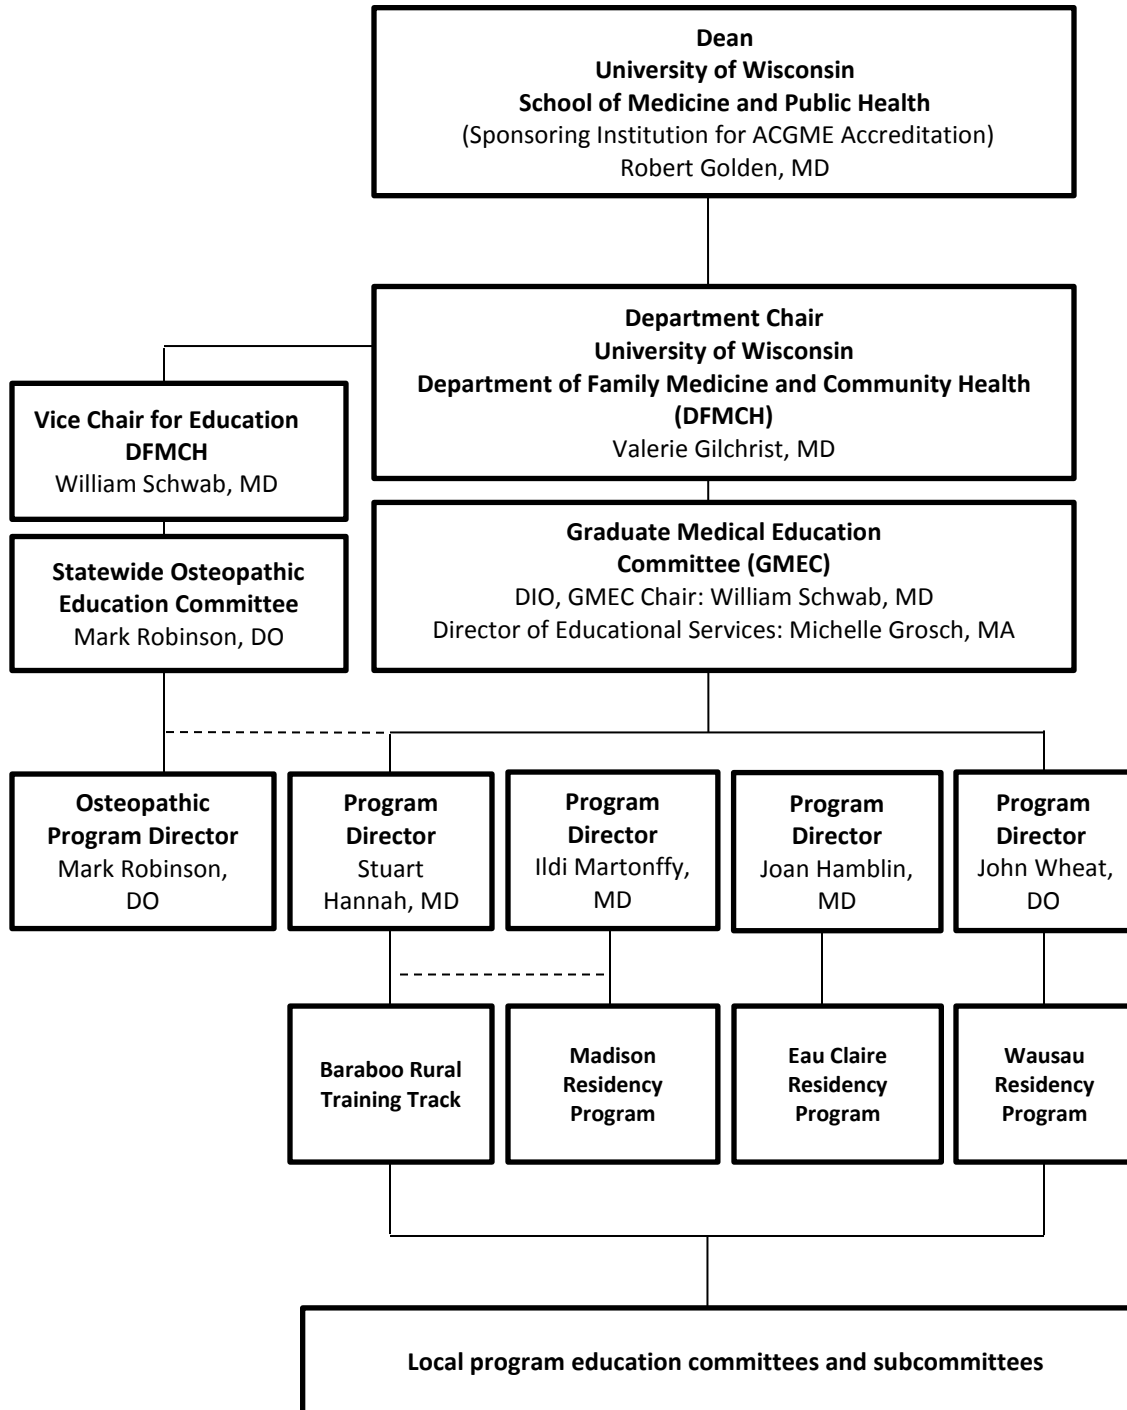 Dean
University of Wisconsin
School of Medicine and Public Health
(Sponsoring Institution for ACGME Accreditation)
Robert Golden, MD
Department Chair
University of Wisconsin
Department of Family Medicine and Community Health
(DFMCH)
Valerie Gilchrist, MD
Vice Chair for Education
DFMCH
William Schwab, MD
Statewide Osteopathic
Education Committee
Mark Robinson, DO
Graduate Medical Education
Committee (GMEC)
DIO, GMEC Chair: William Schwab, MD
Director of Educational Services: Michelle Grosch, MA
Osteopathic
Program Director
Mark Robinson,
DO
Program
Director
Stuart
Hannah, MD
Program
Director
Ildi Martonffy,
MD
Program
Director
Joan Hamblin,
MD
Program
Director
John Wheat,
DO
Baraboo Rural
Training Track
Madison
Residency
Program
Eau Claire
Residency
Program
Wausau
Residency
Program
Local program education committees and subcommittees